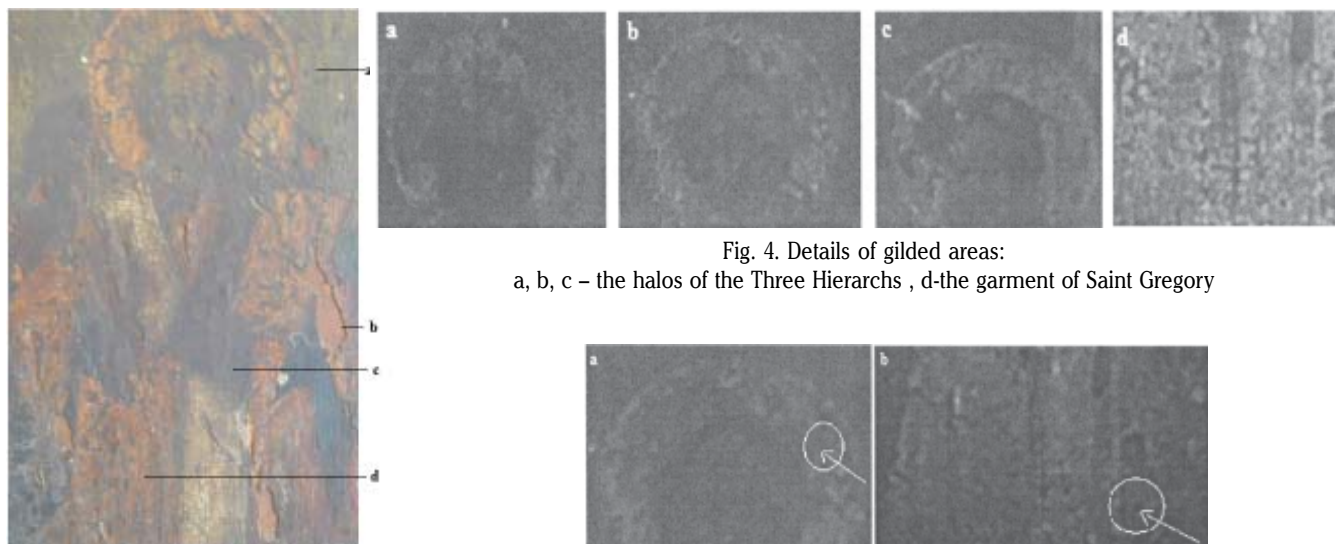 a
b
c
d
a
b
c
d
Fig. 4. Details of gilded areas:
a, b, c – the halos of the Three Hierarchs , d-the garment of Saint Gregory
a
b